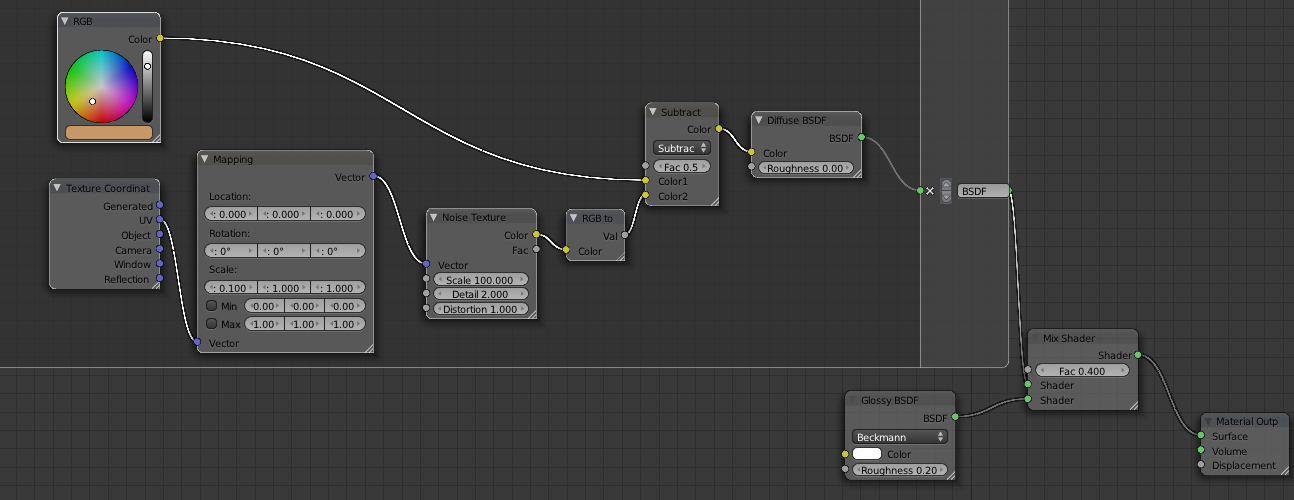 RGB
Color
Texture Coordinat
Generated
UV
Object
Camera
Window
Reflection
Mapping
Vector
Location:
: 0.000 : 0.000 : 0.000
Rotation:
: 0° : 0° : 0°
Scale:
: 0.100 : 1.000 : 1.000
Min 0.00 0.00 0.00
Max 1.00 1.00 1.00
Vector
Noise Texture
Color
Fac
Vector
Scale 100.000
Detail 2.000
Distortion 1.000
RGB to
Val
Color
Subtract
Color
Subtrac
Fac 0.5
Color1
Color2
Diffuse BSDF
BSDF
Color
Roughness 0.00
BSDF
Glossy BSDF
BSDF
Beckmann
Color
Roughness 0.20
Mix Shader
Shader
Fac 0.400
Shader
Shader
Material Outp
Surface
Volume
Displacement